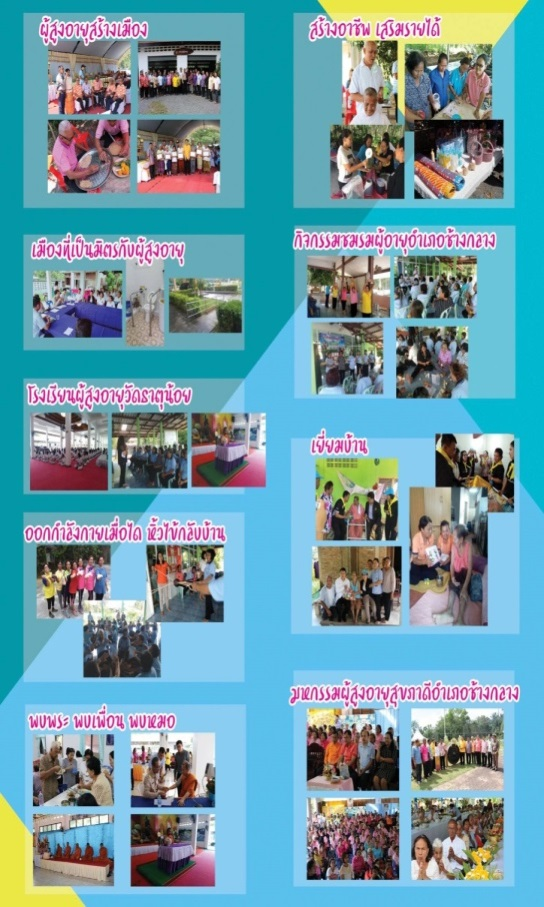 ผู้สูงอายุสร้างเมือง
เมืองที่เป็นมิตรกับผู้สูงอายุ
โรงเรียนผู้สูงอายุวัดธาตุน้อย
ออกกำลังกายเมื่อใด หิ้วไข่กลับบ้าน
พบพระ พบเพื่อน พบหมอ
สร้างอาชีพ เสริมรายได้
กิจกรรมชมรมผู้อายุอำเภอช้างกลาง
เยี่ยมบ้าน
มหกรรมผู้สูงอายุสุขภาดีอำเภอช้างกลาง